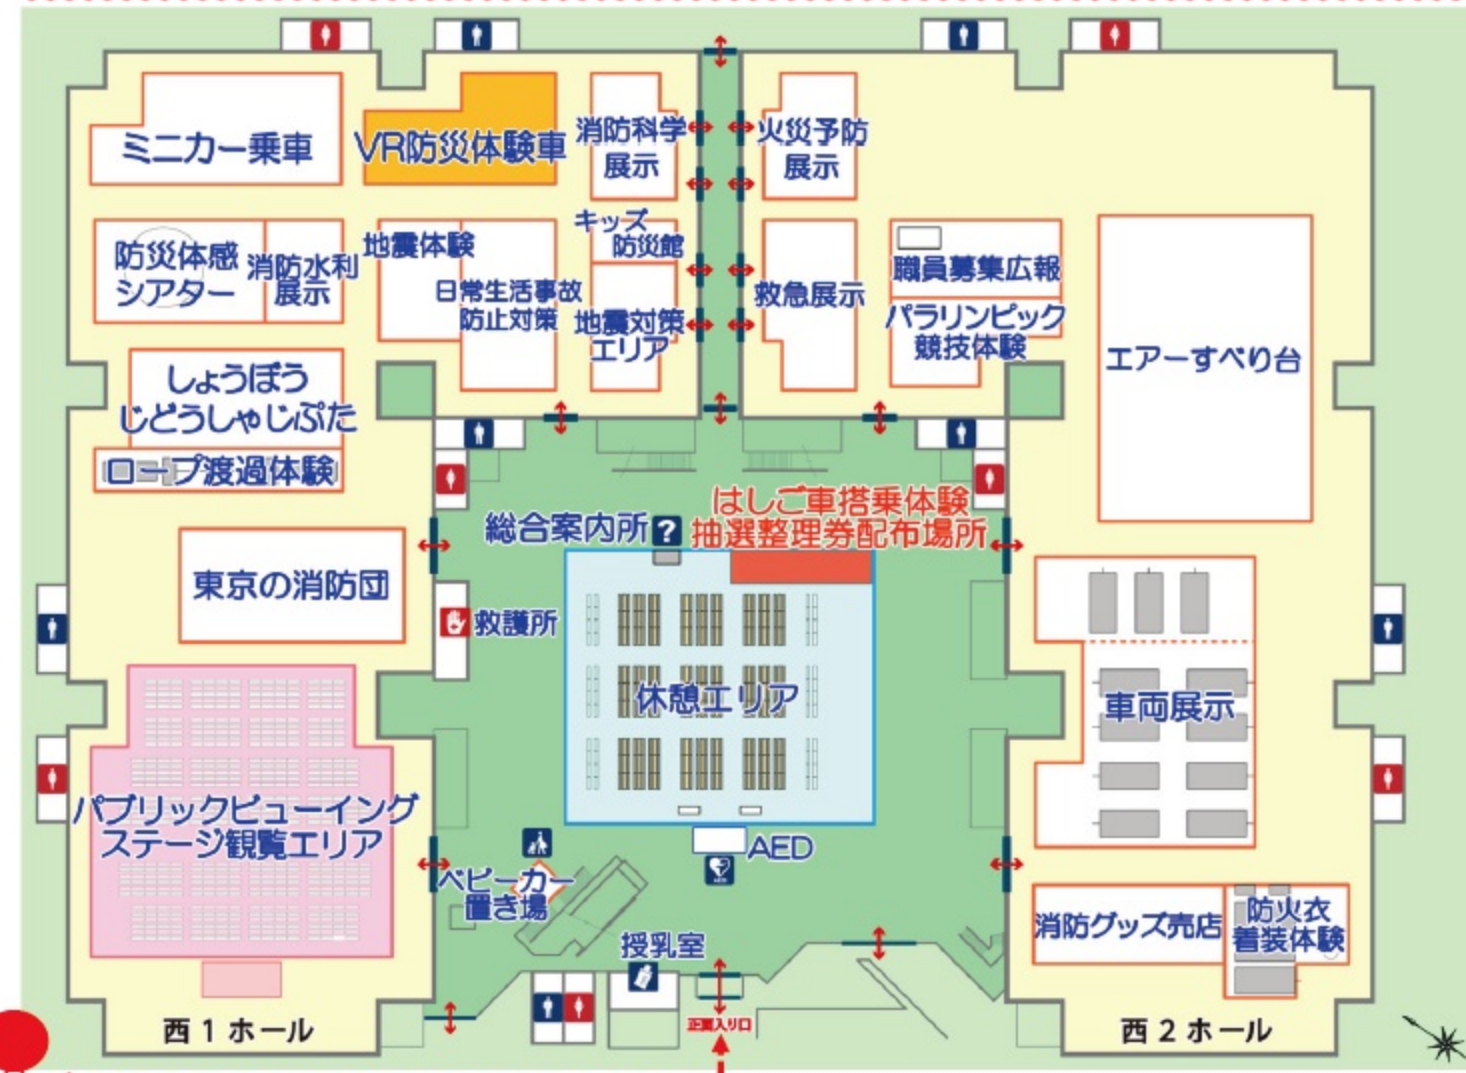 ミニカー乗車
VR防災体験車
消防科学
展示
火災予防
展示
防災体感
シアター
消防水利
展示
地震体験
日常生活事故
防止対策
キッズ
防災館
地震対策
エリア
救急展示
職員募集広報
パラリンピック
競技体験
エアーすべり台
しょうぼう
じどうしゃじぷた
ロープ渡過体験
総合案内所
?
はしご車搭乗体験
抽選整理券配布場所
東京の消防団
救護所
休憩エリア
車両展示
パブリックビューイング
ステージ観覧エリア
AED
ベビーカー
置き場
授乳室
消防グッズ売店
防火衣
着装体験
正面入り口
西1ホール
西2ホール